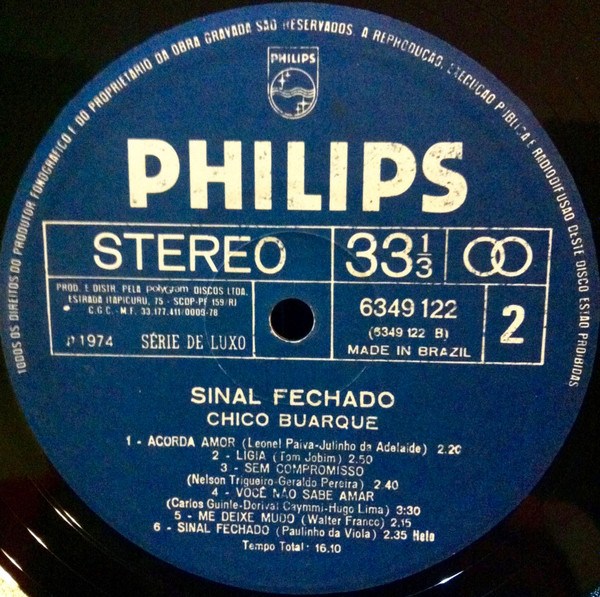 TODOS OS DIREITOS DO PRODUTOR FONOGRÁFICO E DO PROPRIETÁRIO DA OBRA GRAVADA SÃO RESERVADOS. A REPRODUÇÃO, EXECUÇÃO PÚBLICA E RADIODIFUSÃO DESTE DISCO ESTÃO PROIBIDAS
PHILIPS
PHILIPS
STEREO 33 1/3
PROD. E DISTR. PELA polygram DISCOS LTDA.
ESTRADA ITAPICURU, 75 - SCDP-PF 159/RJ
C.G.C.-M.F. 33.177.411/0009-78
℗ 1974 SÉRIE DE LUXO
6349 122
(6349 122 B)
MADE IN BRAZIL
2
SINAL FECHADO
CHICO BUARQUE
1 - ACORDA AMOR (Leonel Paiva-Julinho da Adelaide) 2.20
2 - LIGIA (Tom Jobim) 2.50
3 - SEM COMPROMISSO
(Nelson Trigueiro-Geraldo Pereira) 2.40
4 - VOCÊ NÃO SABE AMAR
(Carlos Guinle-Dorival Caymmi-Hugo Lima) 3:30
5 - ME DEIXE MUDO (Walter Franco) 2.15
6 - SINAL FECHADO (Paulinho da Viola) 2.35 Helo
Tempo Total: 16.10